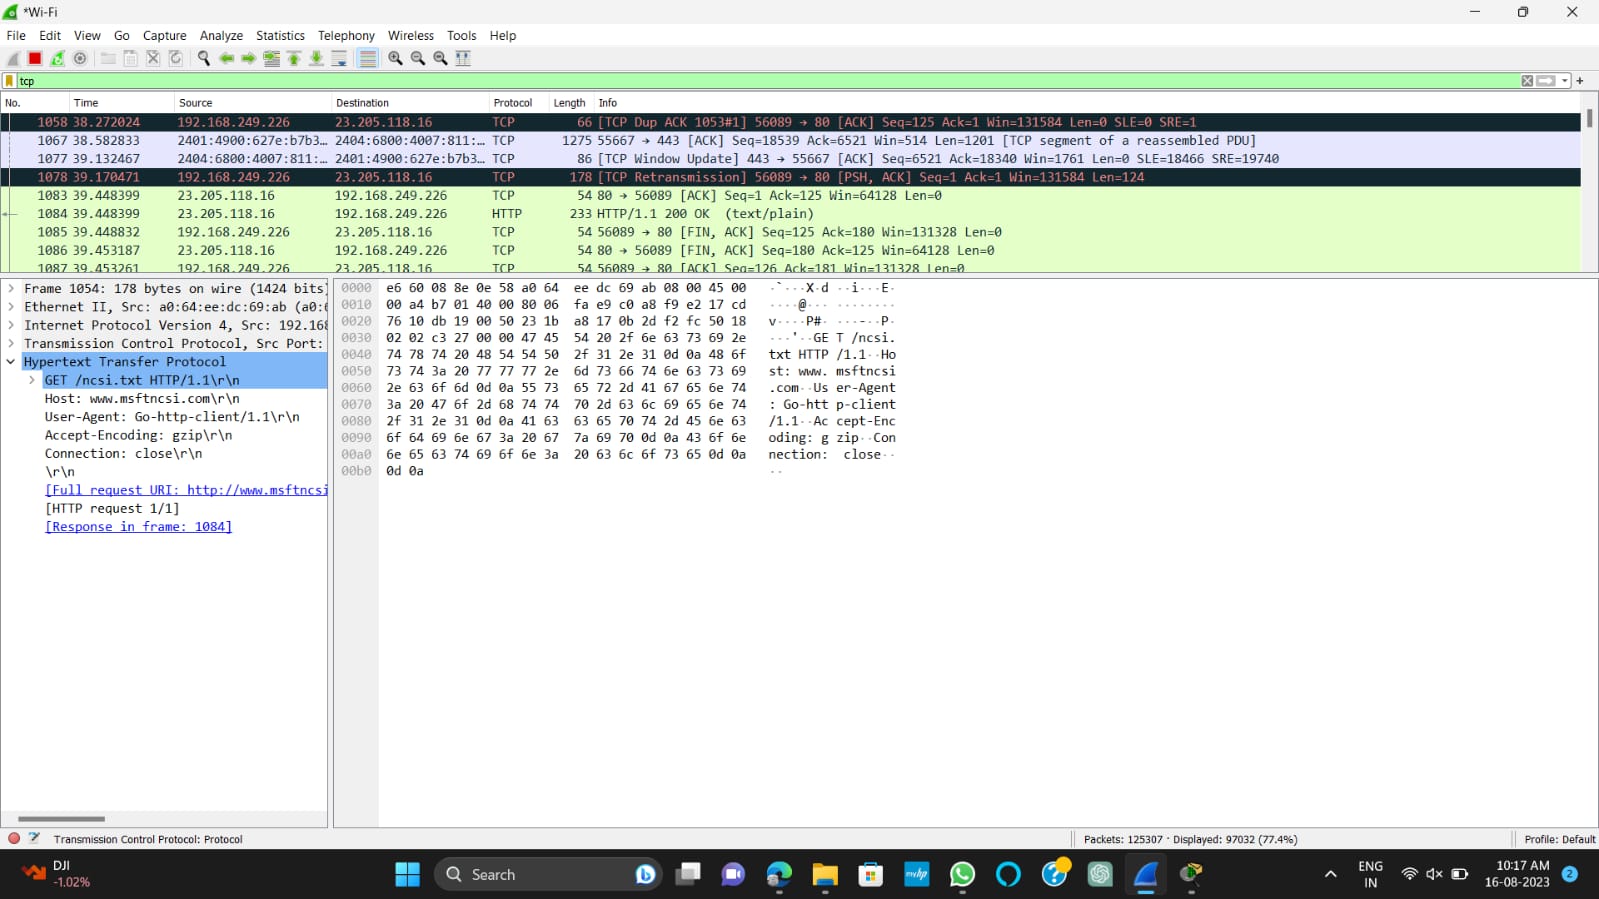 *Wi-Fi
File Edit View Go Capture Analyze Statistics Telephony Wireless Tools Help
tcp
No. Time Source Destination Protocol Length Info
1058 38.272024 192.168.249.226 23.205.118.16 TCP 66 [TCP Dup ACK 1053#1] 56089 → 80 [ACK] Seq=125 Ack=1 Win=131584 Len=0 SLE=0 SRE=1
1067 38.582833 2401:4900:627e:b7b3… 2404:6800:4007:811:… TCP 1275 55667 → 443 [ACK] Seq=18539 Ack=6521 Win=514 Len=1201 [TCP segment of a reassembled PDU]
1077 39.132467 2404:6800:4007:811:… 2401:4900:627e:b7b3… TCP 86 [TCP Window Update] 443 → 55667 [ACK] Seq=6521 Ack=18340 Win=1761 Len=0 SLE=18466 SRE=19740
1078 39.170471 192.168.249.226 23.205.118.16 TCP 178 [TCP Retransmission] 56089 → 80 [PSH, ACK] Seq=1 Ack=1 Win=131584 Len=124
1083 39.448399 23.205.118.16 192.168.249.226 TCP 54 80 → 56089 [ACK] Seq=1 Ack=125 Win=64128 Len=0
1084 39.448399 23.205.118.16 192.168.249.226 HTTP 233 HTTP/1.1 200 OK (text/plain)
1085 39.448832 192.168.249.226 23.205.118.16 TCP 54 56089 → 80 [FIN, ACK] Seq=125 Ack=180 Win=131328 Len=0
1086 39.453187 23.205.118.16 192.168.249.226 TCP 54 80 → 56089 [FIN, ACK] Seq=180 Ack=125 Win=64128 Len=0
1087 39.453261 192.168.249.226 23.205.118.16 TCP 54 56089 → 80 [ACK] Seq=126 Ack=181 Win=131328 Len=0
Frame 1054: 178 bytes on wire (1424 bits)
Ethernet II, Src: a0:64:ee:dc:69:ab (a0:6
Internet Protocol Version 4, Src: 192.168
Transmission Control Protocol, Src Port:
Hypertext Transfer Protocol
GET /ncsi.txt HTTP/1.1\r\n
Host: www.msftncsi.com\r\n
User-Agent: Go-http-client/1.1\r\n
Accept-Encoding: gzip\r\n
Connection: close\r\n
\r\n
[Full request URI: http://www.msftncsi
[HTTP request 1/1]
[Response in frame: 1084]
0000 e6 60 08 8e 0e 58 a0 64 ee dc 69 ab 08 00 45 00 ·`···X·d ··i···E·
0010 00 a4 b7 01 40 00 80 06 fa e9 c0 a8 f9 e2 17 cd ····@··· ········
0020 76 10 db 19 00 50 23 1b a8 17 0b 2d f2 fc 50 18 v····P#· ···-··P·
0030 02 02 c3 27 00 00 47 45 54 20 2f 6e 63 73 69 2e ···'··GE T /ncsi.
0040 74 78 74 20 48 54 54 50 2f 31 2e 31 0d 0a 48 6f txt HTTP /1.1··Ho
0050 73 74 3a 20 77 77 77 2e 6d 73 66 74 6e 63 73 69 st: www. msftncsi
0060 2e 63 6f 6d 0d 0a 55 73 65 72 2d 41 67 65 6e 74 .com··Us er-Agent
0070 3a 20 47 6f 2d 68 74 74 70 2d 63 6c 69 65 6e 74 : Go-htt p-client
0080 2f 31 2e 31 0d 0a 41 63 63 65 70 74 2d 45 6e 63 /1.1··Ac cept-Enc
0090 6f 64 69 6e 67 3a 20 67 7a 69 70 0d 0a 43 6f 6e oding: g zip··Con
00a0 6e 65 63 74 69 6f 6e 3a 20 63 6c 6f 73 65 0d 0a nection: close··
00b0 0d 0a ··
Transmission Control Protocol: Protocol Packets: 125307 · Displayed: 97032 (77.4%) Profile: Default
DJI
-1.02%
Search
myhp
ENG
IN
10:17 AM
16-08-2023
2